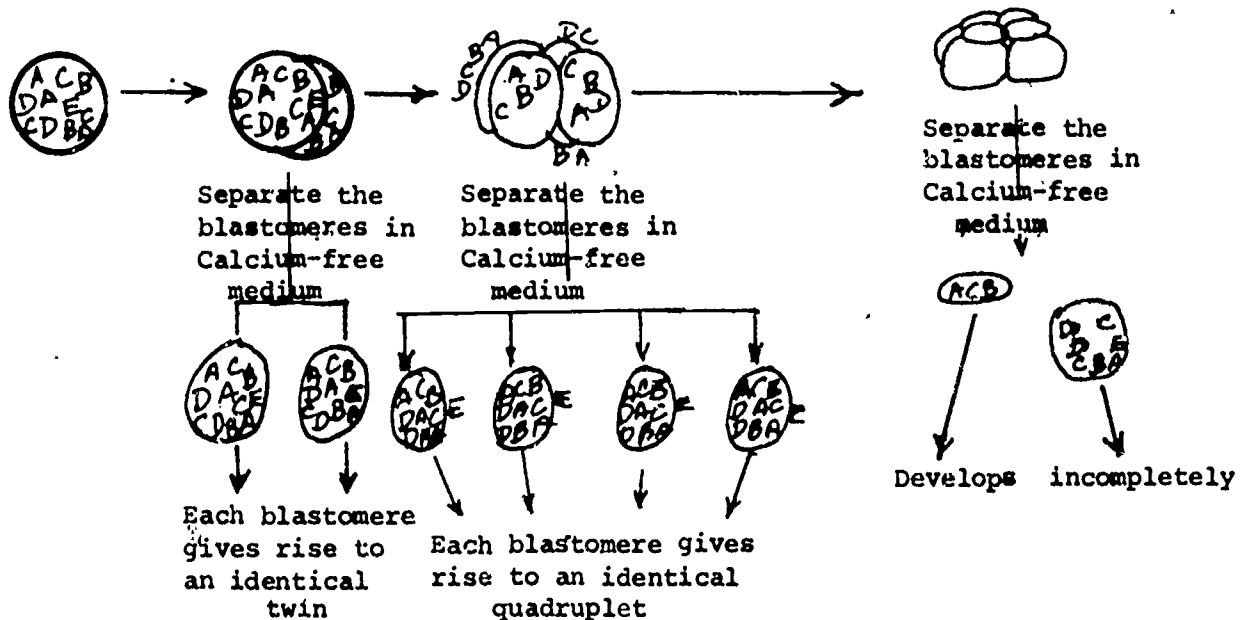 A C B
D A E C
C D B A
A C B
D A C E
C D B A
D C B A
D C
A D
B
C
C B
D
A
B A
Separate the
blastomeres in
Calcium-free
medium
Separate the
blastomeres in
Calcium-free
medium
Separate the
blastomeres in
Calcium-free
medium
A C B
D A C E
C D B A
A C B
D A
D B A
A C B
D A C E
D B
A C B
D A C E
D B A
A C B
D A C E
D B A
A C B
D A C
D B A
A C B
D C
D E
C B A
Each blastomere
gives rise to
an identical
twin
Each blastomere gives
rise to an identical
quadruplet
Develops incompletely